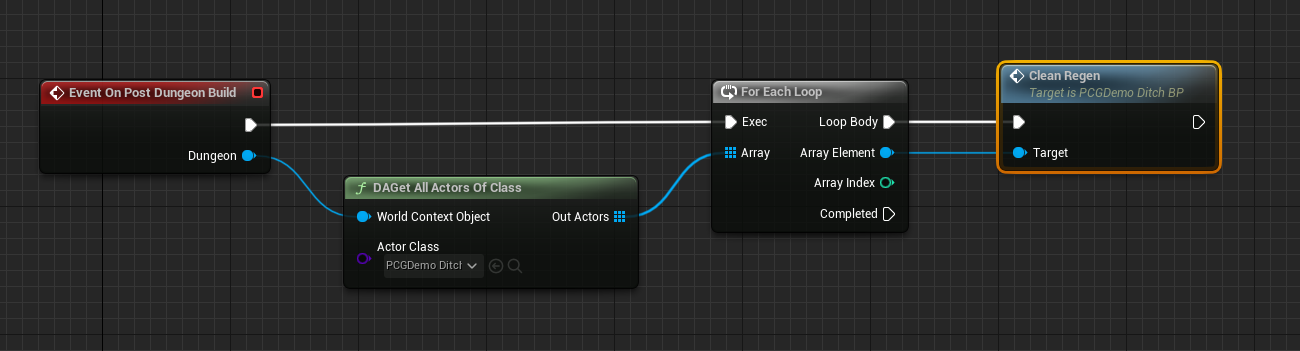 Event On Post Dungeon Build
Dungeon
DAGet All Actors Of Class
World Context Object
Out Actors
Actor Class
PCGDemo Ditch
For Each Loop
Exec
Loop Body
Array
Array Element
Array Index
Completed
Clean Regen
Target is PCGDemo Ditch BP
Target